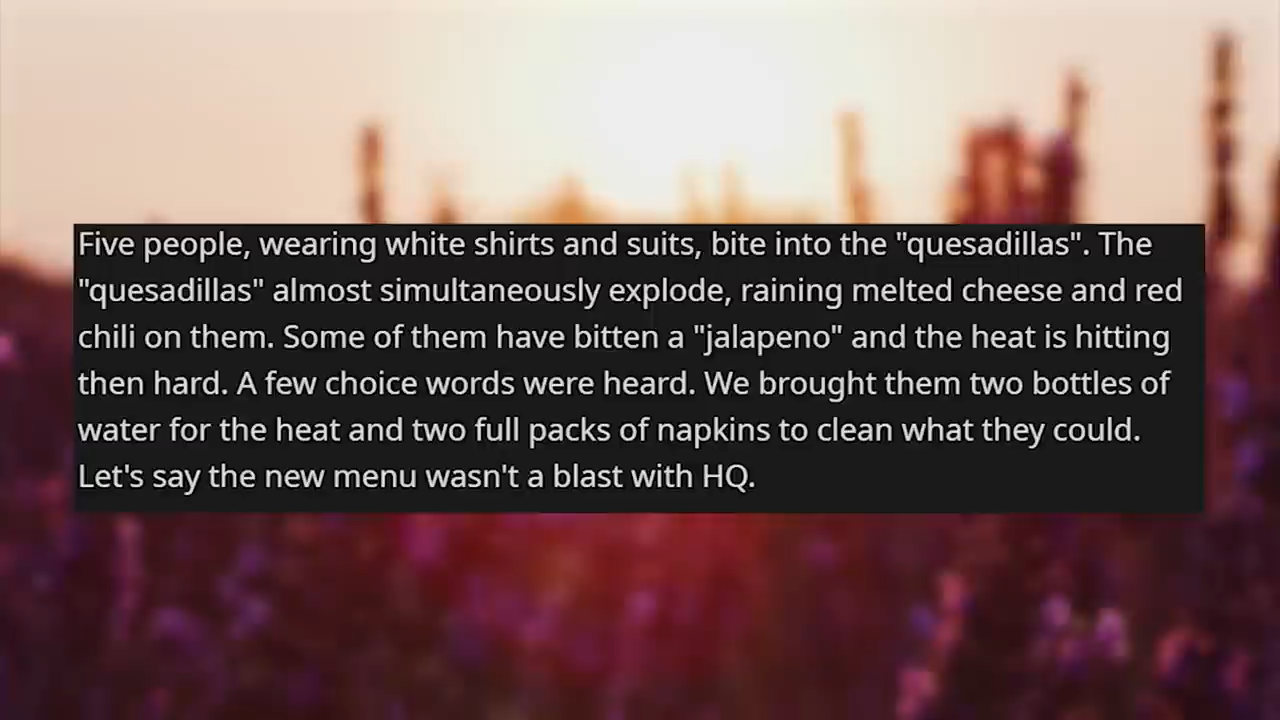 Five people, wearing white shirts and suits, bite into the "quesadillas". The
"quesadillas" almost simultaneously explode, raining melted cheese and red
chili on them. Some of them have bitten a "jalapeno" and the heat is hitting
then hard. A few choice words were heard. We brought them two bottles of
water for the heat and two full packs of napkins to clean what they could.
Let's say the new menu wasn't a blast with HQ.